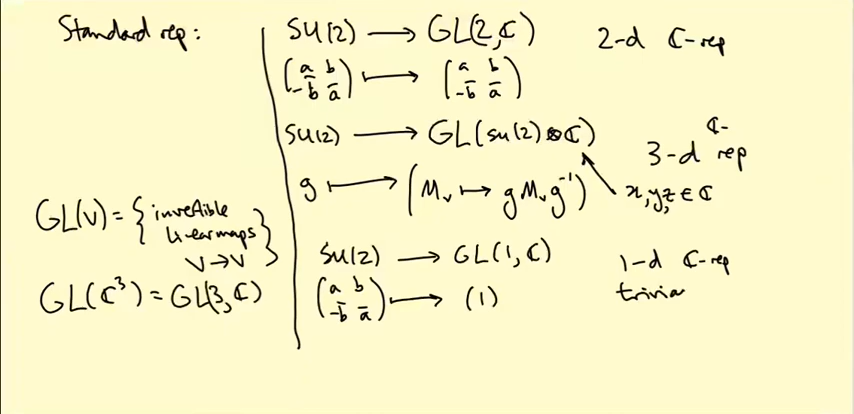 Standard rep:
SU(2) → GL(2,ℂ)
2-d ℂ-rep
(a b
-b̄ ā) ↦ (a b
-b̄ ā)
SU(2) → GL(su(2)⊗ℂ)
3-d ℂ-rep
g ↦ (M_v ↦ gM_vg⁻¹)
x,y,z ∈ ℂ
GL(V) = { invertible
linear maps
V→V }
GL(ℂ³) = GL(3,ℂ)
SU(2) → GL(1,ℂ)
1-d ℂ-rep
trivia
(a b
-b̄ ā) ↦ (1)